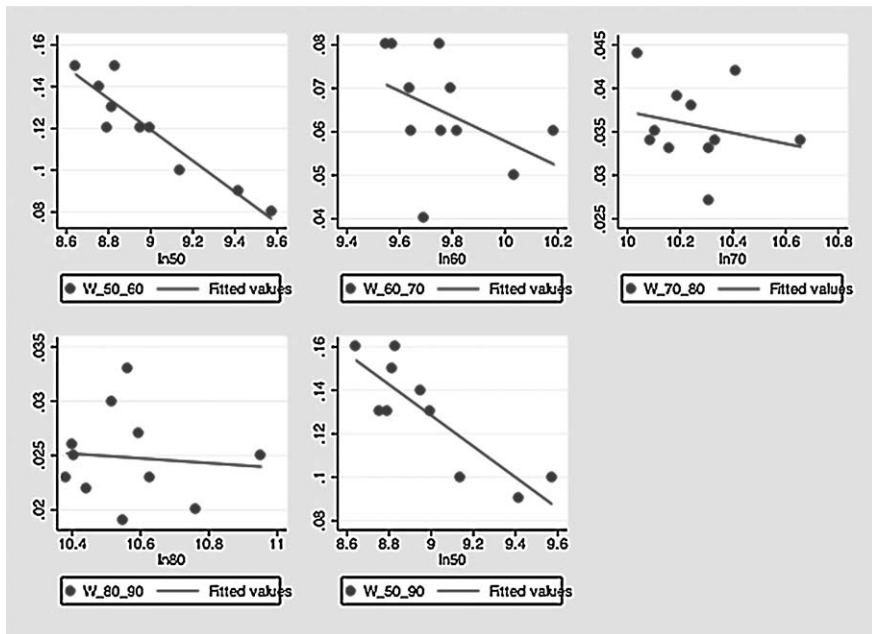 .16
.14
.12
.1
.08
8.6 8.8 9 9.2 9.4 9.6
ln50
W_50_60 Fitted values
.08
.07
.06
.05
.04
9.4 9.6 9.8 10 10.2
ln60
W_60_70 Fitted values
.045
.035
.025
10 10.2 10.4 10.6 10.8
ln70
W_70_80 Fitted values
.035
.03
.025
.02
10.4 10.6 10.8 11
ln80
W_80_90 Fitted values
.16
.14
.12
.1
.08
8.6 8.8 9 9.2 9.4 9.6
ln50
W_50_90 Fitted values